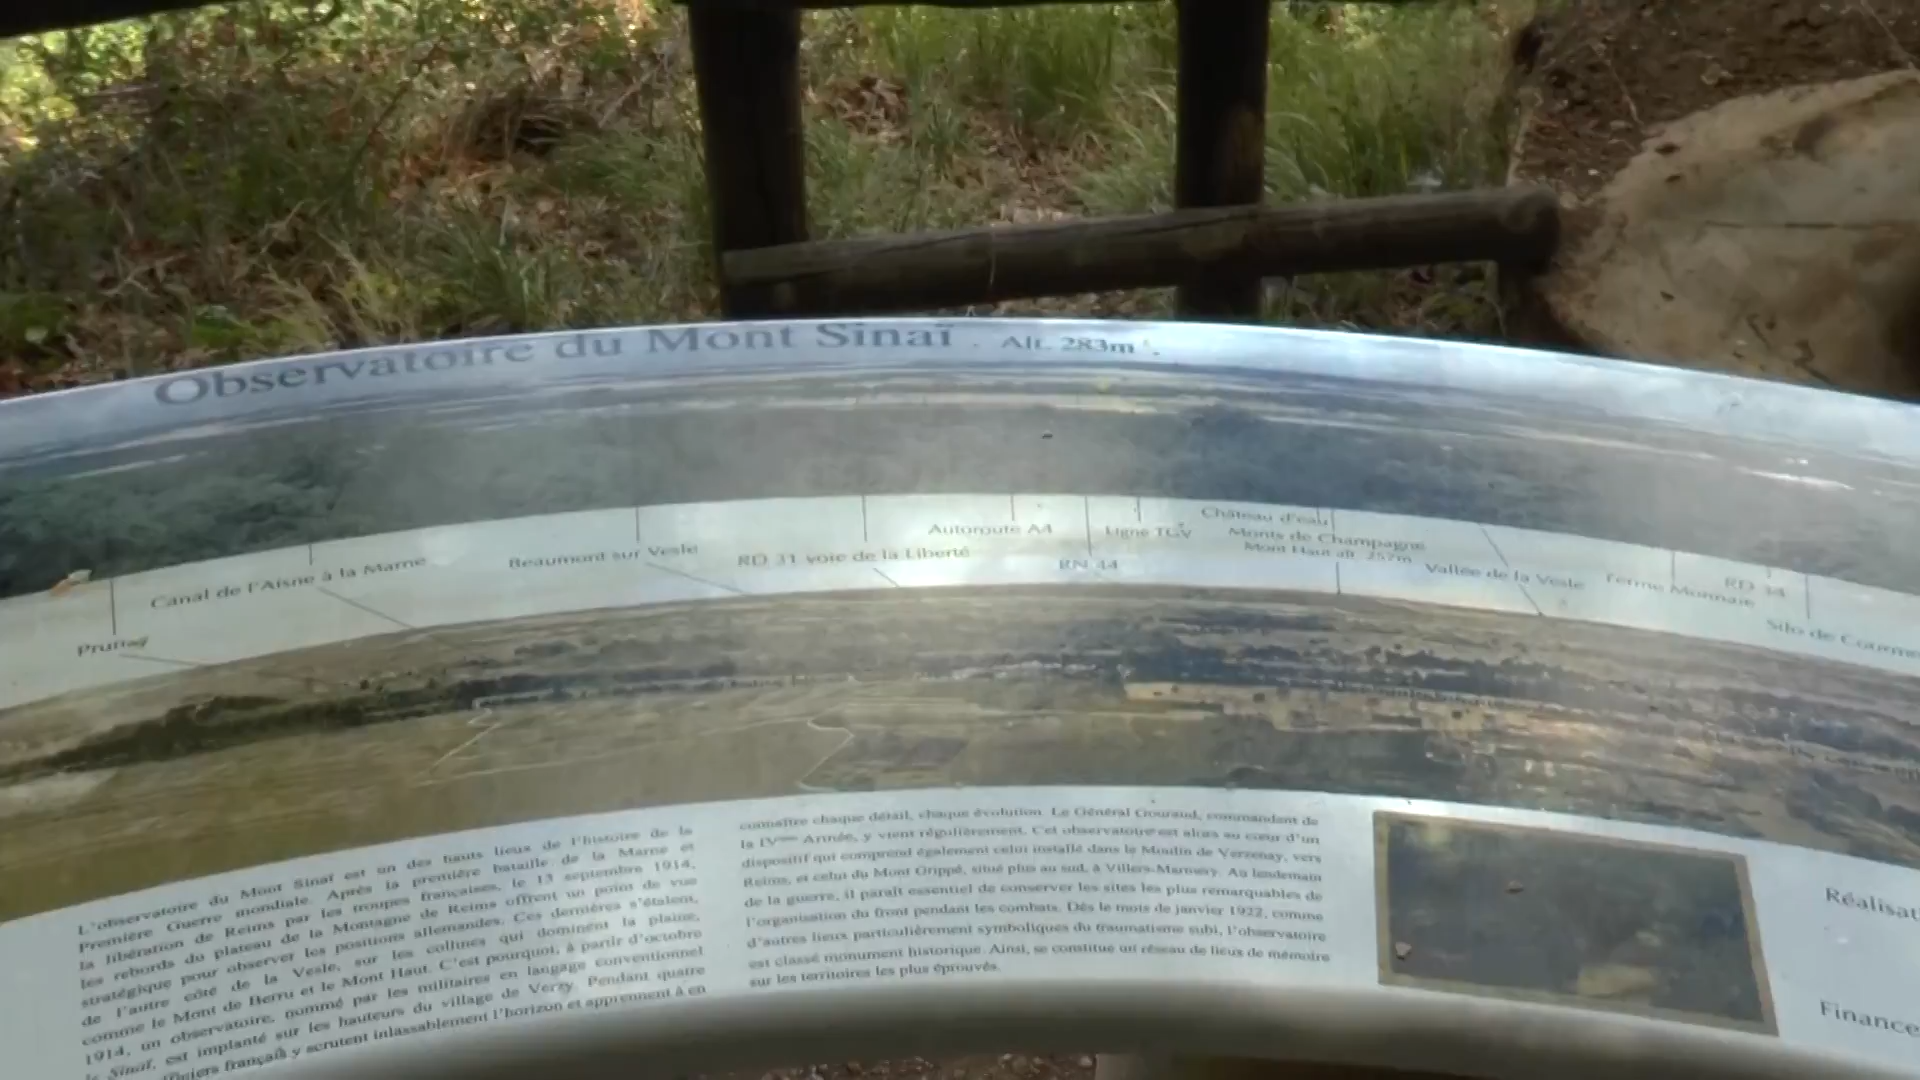 Observatoire du Mont Sinaï . Alt. 283m
Autoroute A4
Ligne TGV
Château d'eau
Monts de Champagne
Mont Haut alt. 257m
Canal de l'Aisne à la Marne
Beaumont sur Vesle
RD 31 voie de la Liberté
RN 44
Vallée de la Vesle
Ferme Monnaie
RD 34
Prunay
Silo de
L'observatoire du Mont Sinaï est un des hauts lieux de l'histoire de la
Première Guerre mondiale. Après la première bataille de la Marne et
la libération de Reims par les troupes françaises, le 13 septembre 1914,
les rebords du plateau de la Montagne de Reims offrent un point de vue
stratégique pour observer les positions allemandes. Ces dernières s'étalent,
de l'autre côté de la Vesle, sur les collines qui dominent la plaine,
comme le Mont de Berru et le Mont Haut. C'est pourquoi, à partir d'octobre
1914, un observatoire, nommé par les militaires en langage conventionnel
le Sinaï, est implanté sur les hauteurs du village de Verzy. Pendant quatre
français y scrutent inlassablement l'horizon et apprennent à en
connaître chaque détail, chaque évolution. Le Général Gouraud, commandant de
la IVème Armée, y vient régulièrement. Cet observatoire est alors au cœur d'un
dispositif qui comprend également celui installé dans le Moulin de Verzenay, vers
Reims, et celui du Mont Grippé, situé plus au sud, à Villers-Marmery. Au lendemain
de la guerre, il paraît essentiel de conserver les sites les plus remarquables de
l'organisation du front pendant les combats. Dès le mois de janvier 1922, comme
d'autres lieux particulièrement symboliques du traumatisme subi, l'observatoire
est classé monument historique. Ainsi, se constitue un réseau de lieux de mémoire
sur les territoires les plus éprouvés.
Réalisat
Finance